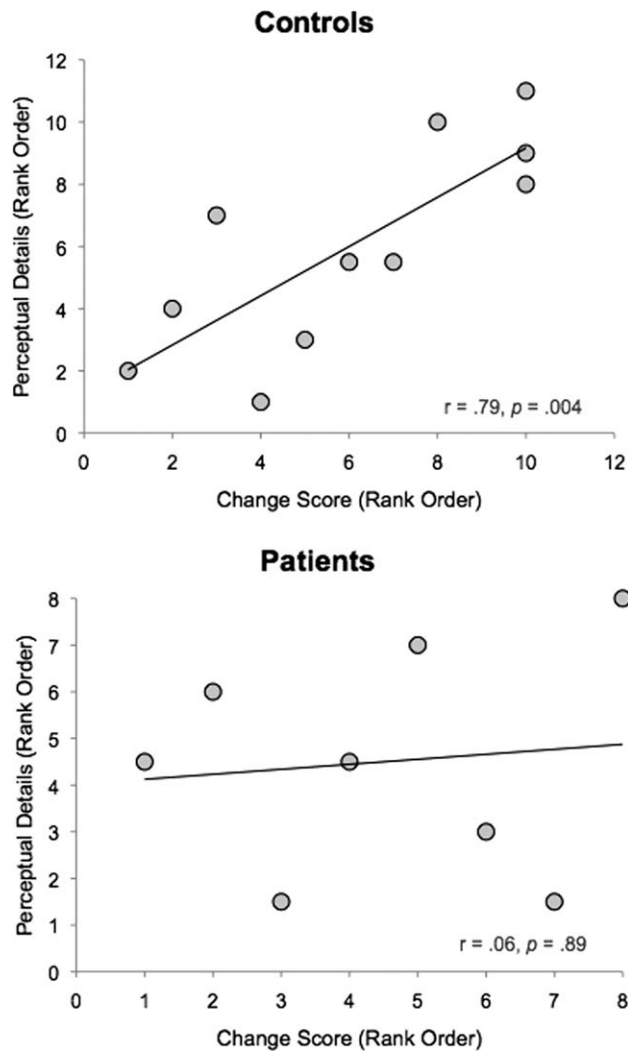 Controls
Perceptual Details (Rank Order)
12
10
8
6
4
2
0
0 2 4 6 8 10 12
r = .79, p = .004
Change Score (Rank Order)
Patients
Perceptual Details (Rank Order)
8
7
6
5
4
3
2
1
0
0 1 2 3 4 5 6 7 8
r = .06, p = .89
Change Score (Rank Order)